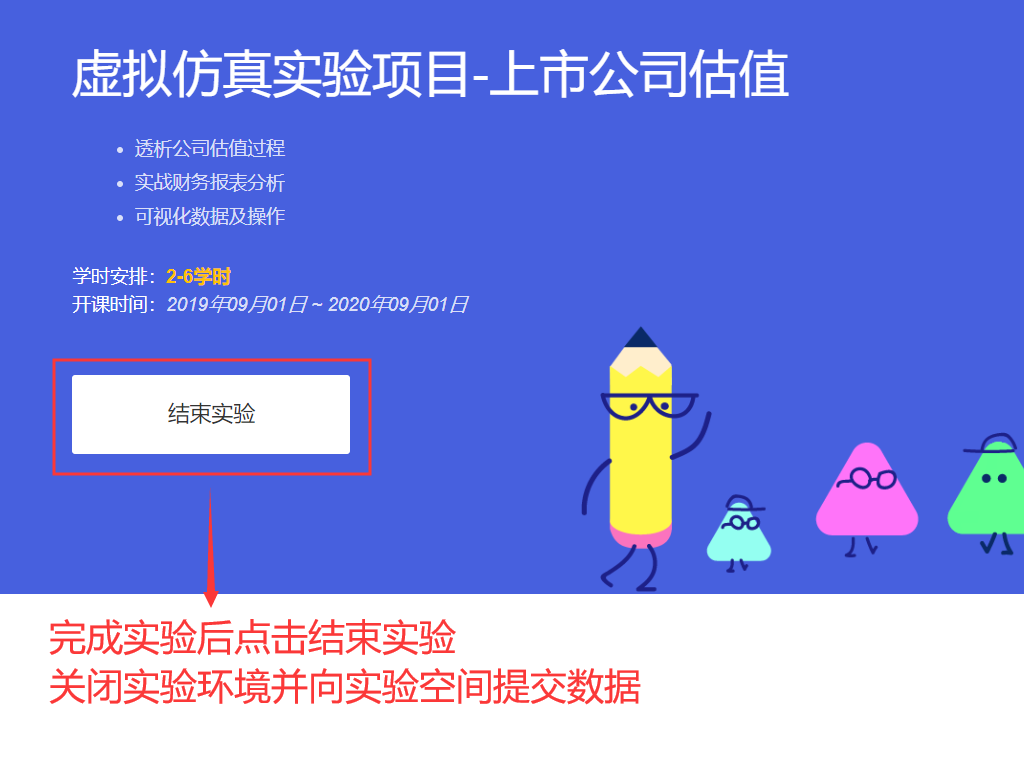 虚拟仿真实验项目-上市公司估值
透析公司估值过程
实战财务报表分析
可视化数据及操作
学时安排：2-6学时
开课时间：2019年09月01日 ~ 2020年09月01日
结束实验
完成实验后点击结束实验
关闭实验环境并向实验空间提交数据